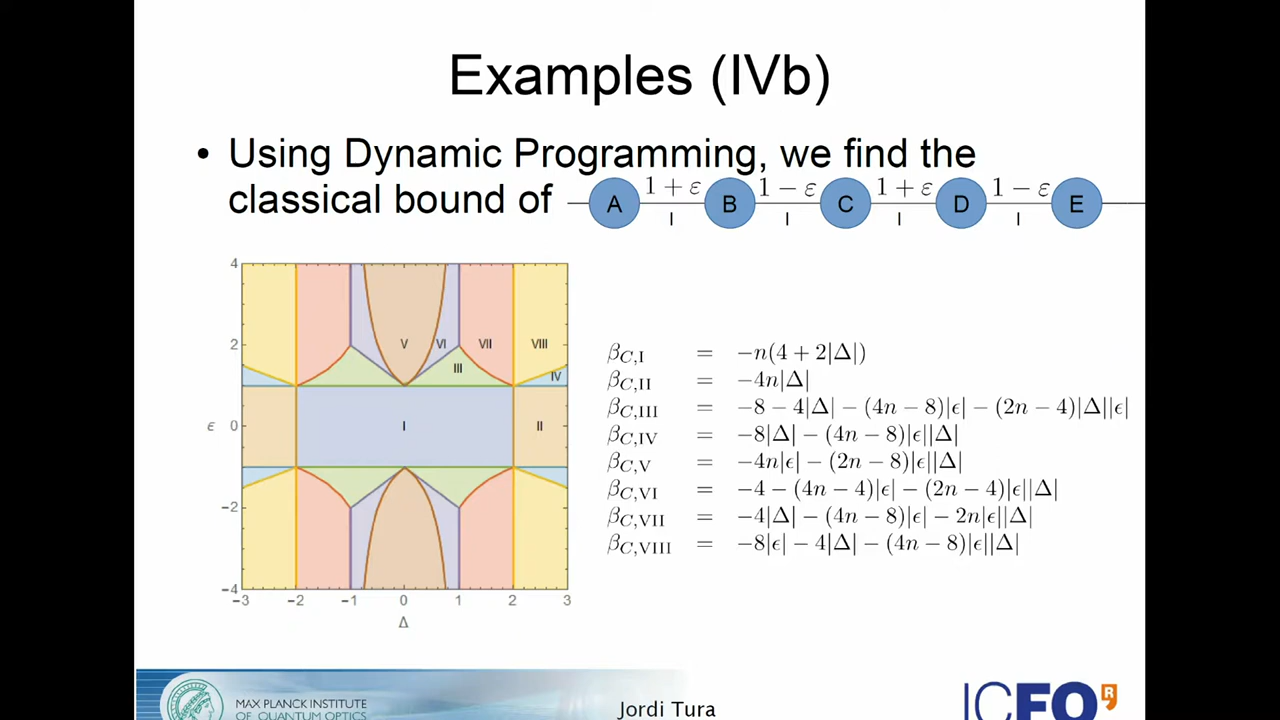 Examples (IVb)
• Using Dynamic Programming, we find the
classical bound of
1 + ε 1 − ε 1 + ε 1 − ε
A B C D E
I I I I
4
2
ϵ 0
−2
−4
V VI VII VIII
III IV
I II
−3 −2 −1 0 1 2 3
Δ
β_{C,I} = −n(4 + 2|Δ|)
β_{C,II} = −4n|Δ|
β_{C,III} = −8 − 4|Δ| − (4n − 8)|ϵ| − (2n − 4)|Δ||ϵ|
β_{C,IV} = −8|Δ| − (4n − 8)|ϵ||Δ|
β_{C,V} = −4n|ϵ| − (2n − 8)|ϵ||Δ|
β_{C,VI} = −4 − (4n − 4)|ϵ| − (2n − 4)|ϵ||Δ|
β_{C,VII} = −4|Δ| − (4n − 8)|ϵ| − 2n|ϵ||Δ|
β_{C,VIII} = −8|ϵ| − 4|Δ| − (4n − 8)|ϵ||Δ|
MAX PLANCK INSTITUTE
OF QUANTUM OPTICS
Jordi Tura
ICFO R